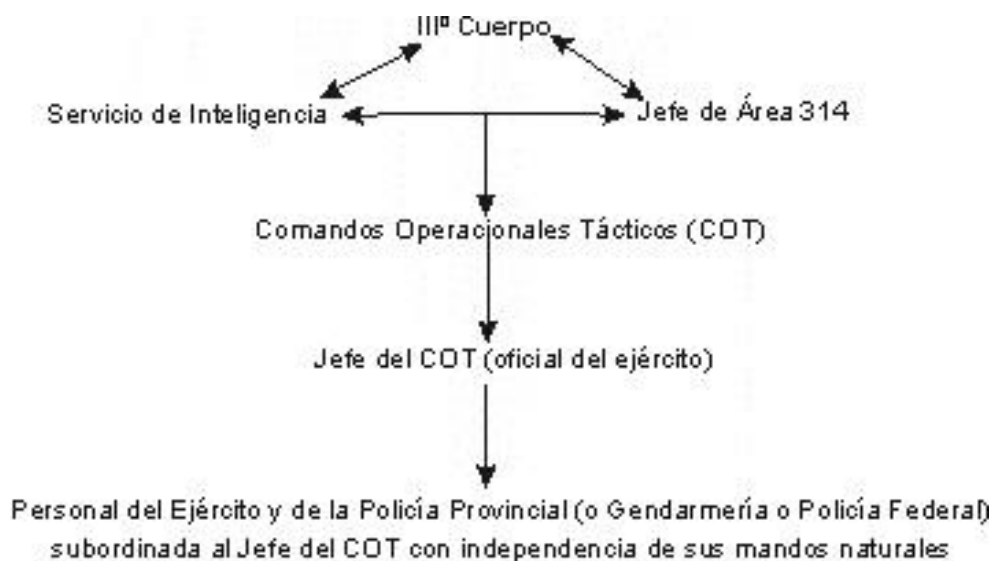 IIIº Cuerpo
Servicio de Inteligencia
Jefe de Área 314
Comandos Operacionales Tácticos (COT)
Jefe del COT (oficial del ejército)
Personal del Ejército y de la Policía Provincial (o Gendarmería o Policía Federal)
subordinada al Jefe del COT con independencia de sus mandos naturales